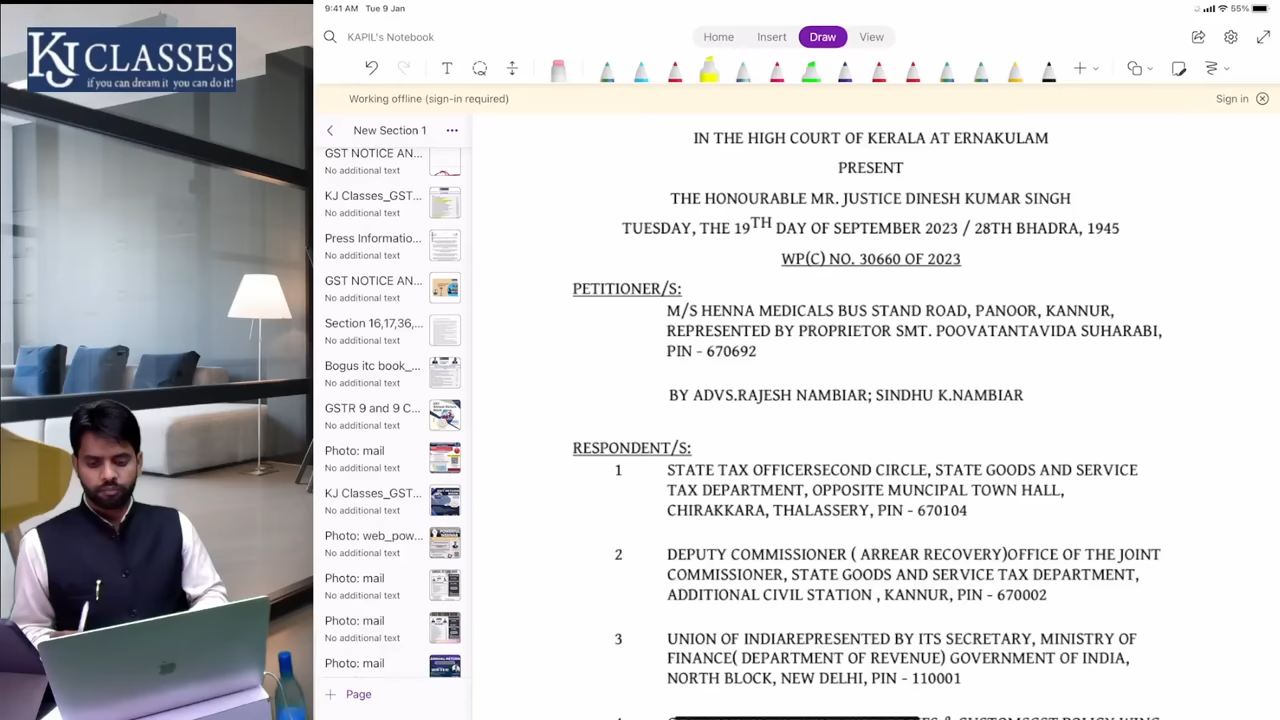 KJ CLASSES
if you can dream it you can do it!
9:41 AM Tue 9 Jan
55%
KAPIL's Notebook
Home
Insert
Draw
View
Working offline (sign-in required)
Sign in
New Section 1
GST NOTICE AN...
No additional text
KJ Classes_GST...
No additional text
Press Informatio...
No additional text
GST NOTICE AN...
No additional text
Section 16,17,36,...
No additional text
Bogus itc book_...
No additional text
GSTR 9 and 9 C...
No additional text
Photo: mail
No additional text
KJ Classes_GST...
No additional text
Photo: web_pow...
No additional text
Photo: mail
No additional text
Photo: mail
No additional text
Photo: mail
No additional text
Page
IN THE HIGH COURT OF KERALA AT ERNAKULAM
PRESENT
THE HONOURABLE MR. JUSTICE DINESH KUMAR SINGH
TUESDAY, THE 19TH DAY OF SEPTEMBER 2023 / 28TH BHADRA, 1945
WP(C) NO. 30660 OF 2023
PETITIONER/S:
M/S HENNA MEDICALS BUS STAND ROAD, PANOOR, KANNUR,
REPRESENTED BY PROPRIETOR SMT. POOVATANTAVIDA SUHARABI,
PIN - 670692
BY ADVS.RAJESH NAMBIAR; SINDHU K.NAMBIAR
RESPONDENT/S:
1 STATE TAX OFFICERSECOND CIRCLE, STATE GOODS AND SERVICE
TAX DEPARTMENT, OPPOSITE MUNCIPAL TOWN HALL,
CHIRAKKARA, THALASSERY, PIN - 670104
2 DEPUTY COMMISSIONER ( ARREAR RECOVERY)OFFICE OF THE JOINT
COMMISSIONER, STATE GOODS AND SERVICE TAX DEPARTMENT,
ADDITIONAL CIVIL STATION , KANNUR, PIN - 670002
3 UNION OF INDIAREPRESENTED BY ITS SECRETARY, MINISTRY OF
FINANCE( DEPARTMENT OF REVENUE) GOVERNMENT OF INDIA,
NORTH BLOCK, NEW DELHI, PIN - 110001